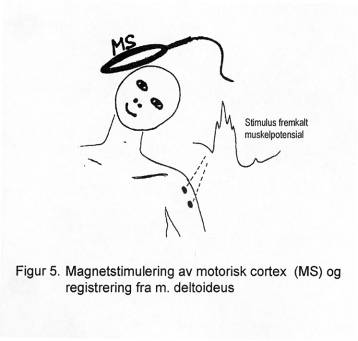 MS
Stimulus fremkalt
muskelpotensial
Figur 5. Magnetstimulering av motorisk cortex (MS) og
registrering fra m. deltoideus